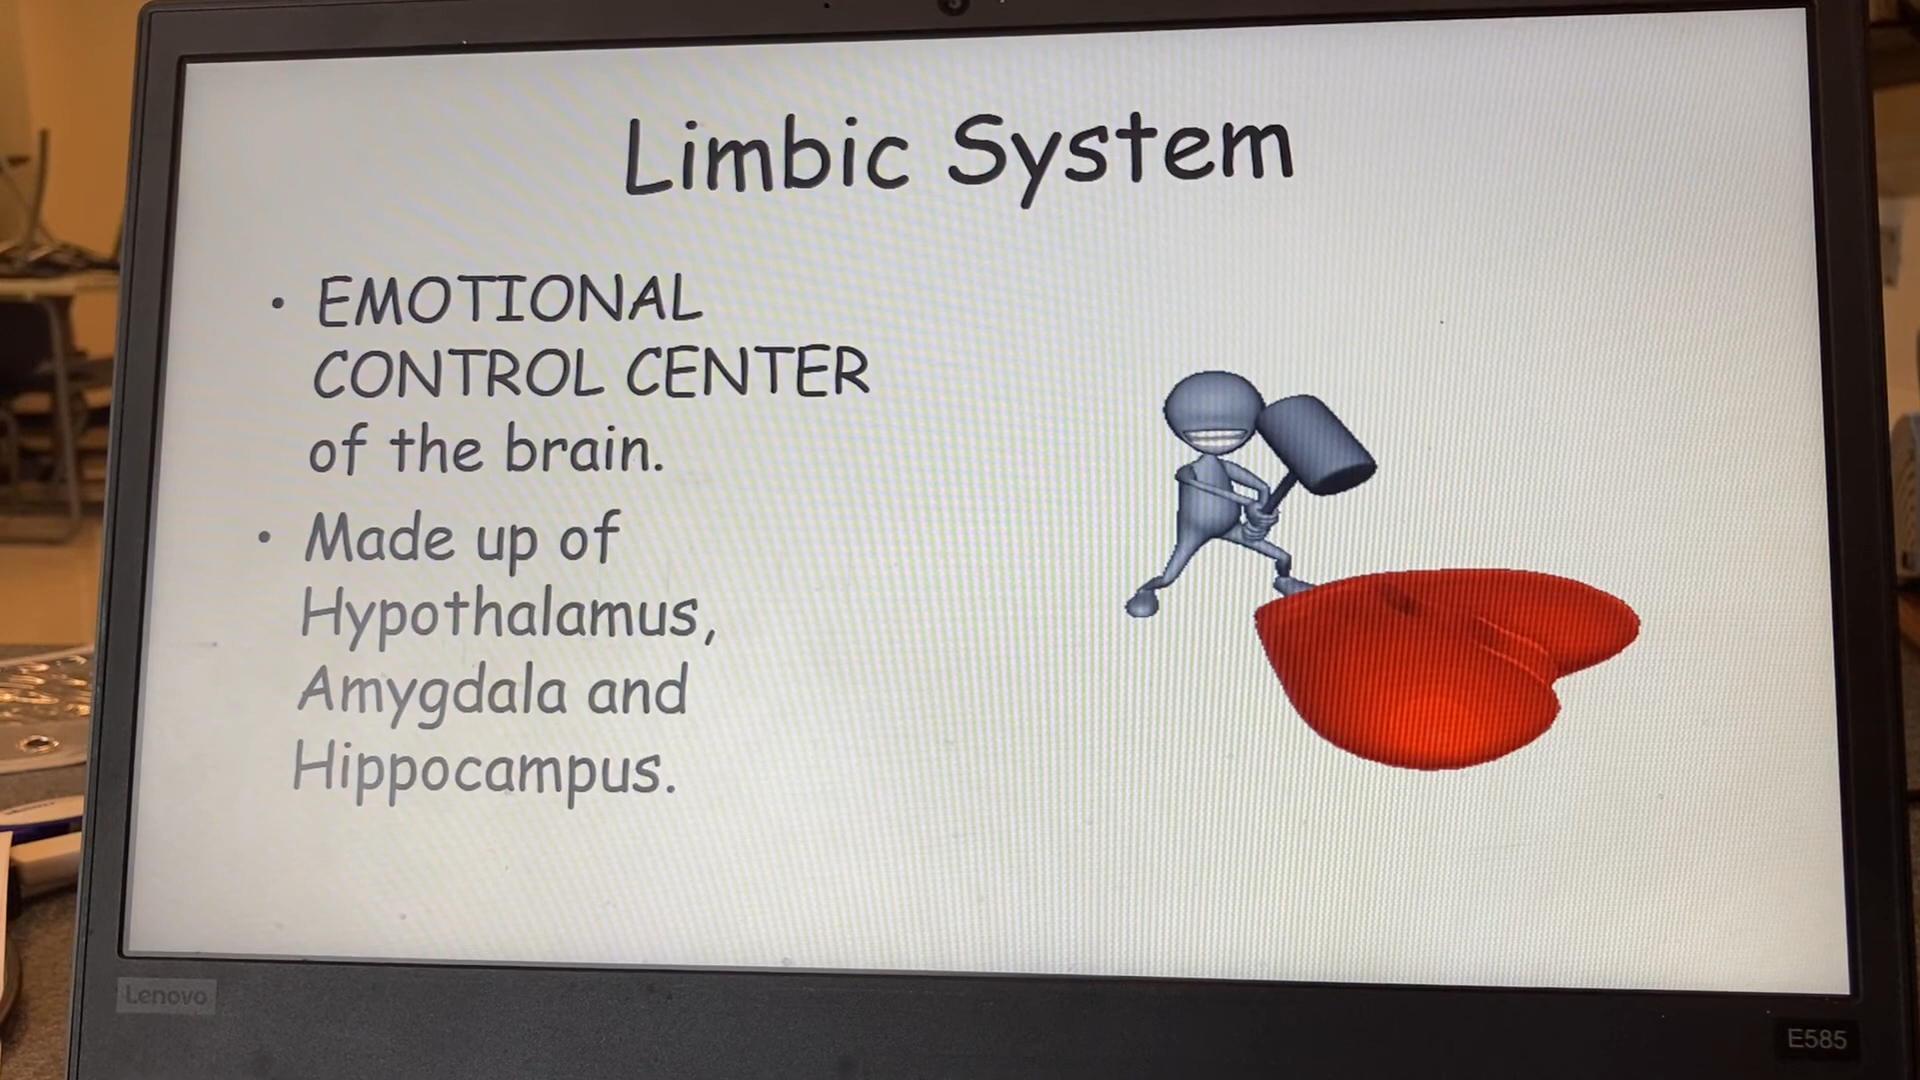 Limbic System
• EMOTIONAL
CONTROL CENTER
of the brain.
• Made up of
Hypothalamus,
Amygdala and
Hippocampus.
Lenovo
E585